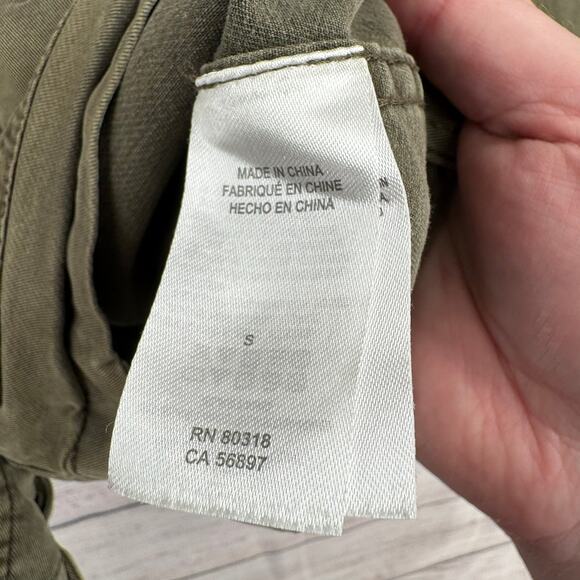 MADE IN CHINA
FABRIQUÉ EN CHINE
HECHO EN CHINA
S
RN 80318
CA 56897